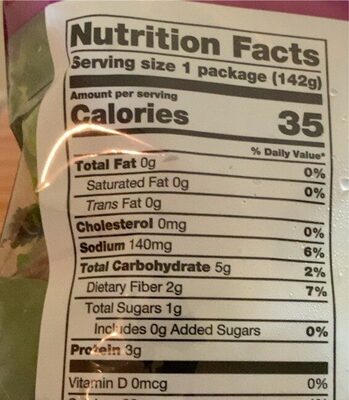 Nutrition Facts
Serving size 1 package (142g)
Amount per serving
Calories 35
% Daily Value*
Total Fat 0g 0%
Saturated Fat 0g 0%
Trans Fat 0g
Cholesterol 0mg 0%
Sodium 140mg 6%
Total Carbohydrate 5g 2%
Dietary Fiber 2g 7%
Total Sugars 1g
Includes 0g Added Sugars 0%
Protein 3g
Vitamin D 0mcg 0%